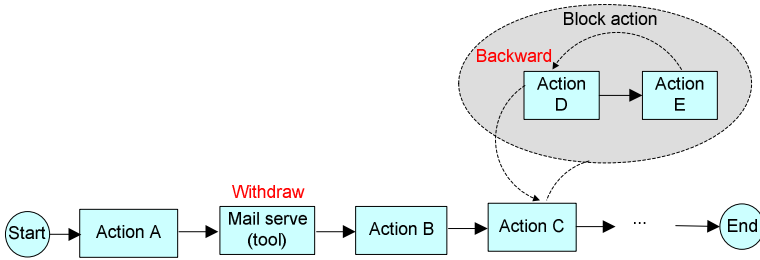 Block action
Backward
Action
D
Action
E
Withdraw
Start
Action A
Mail serve
(tool)
Action B
Action C
...
End